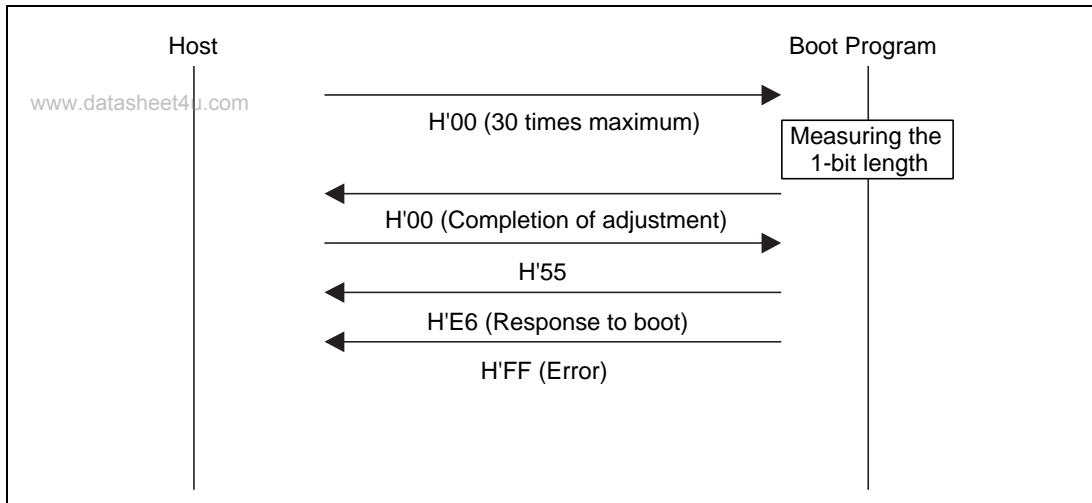 Host
Boot Program
www.datasheet4u.com
H'00 (30 times maximum)
Measuring the
1-bit length
H'00 (Completion of adjustment)
H'55
H'E6 (Response to boot)
H'FF (Error)